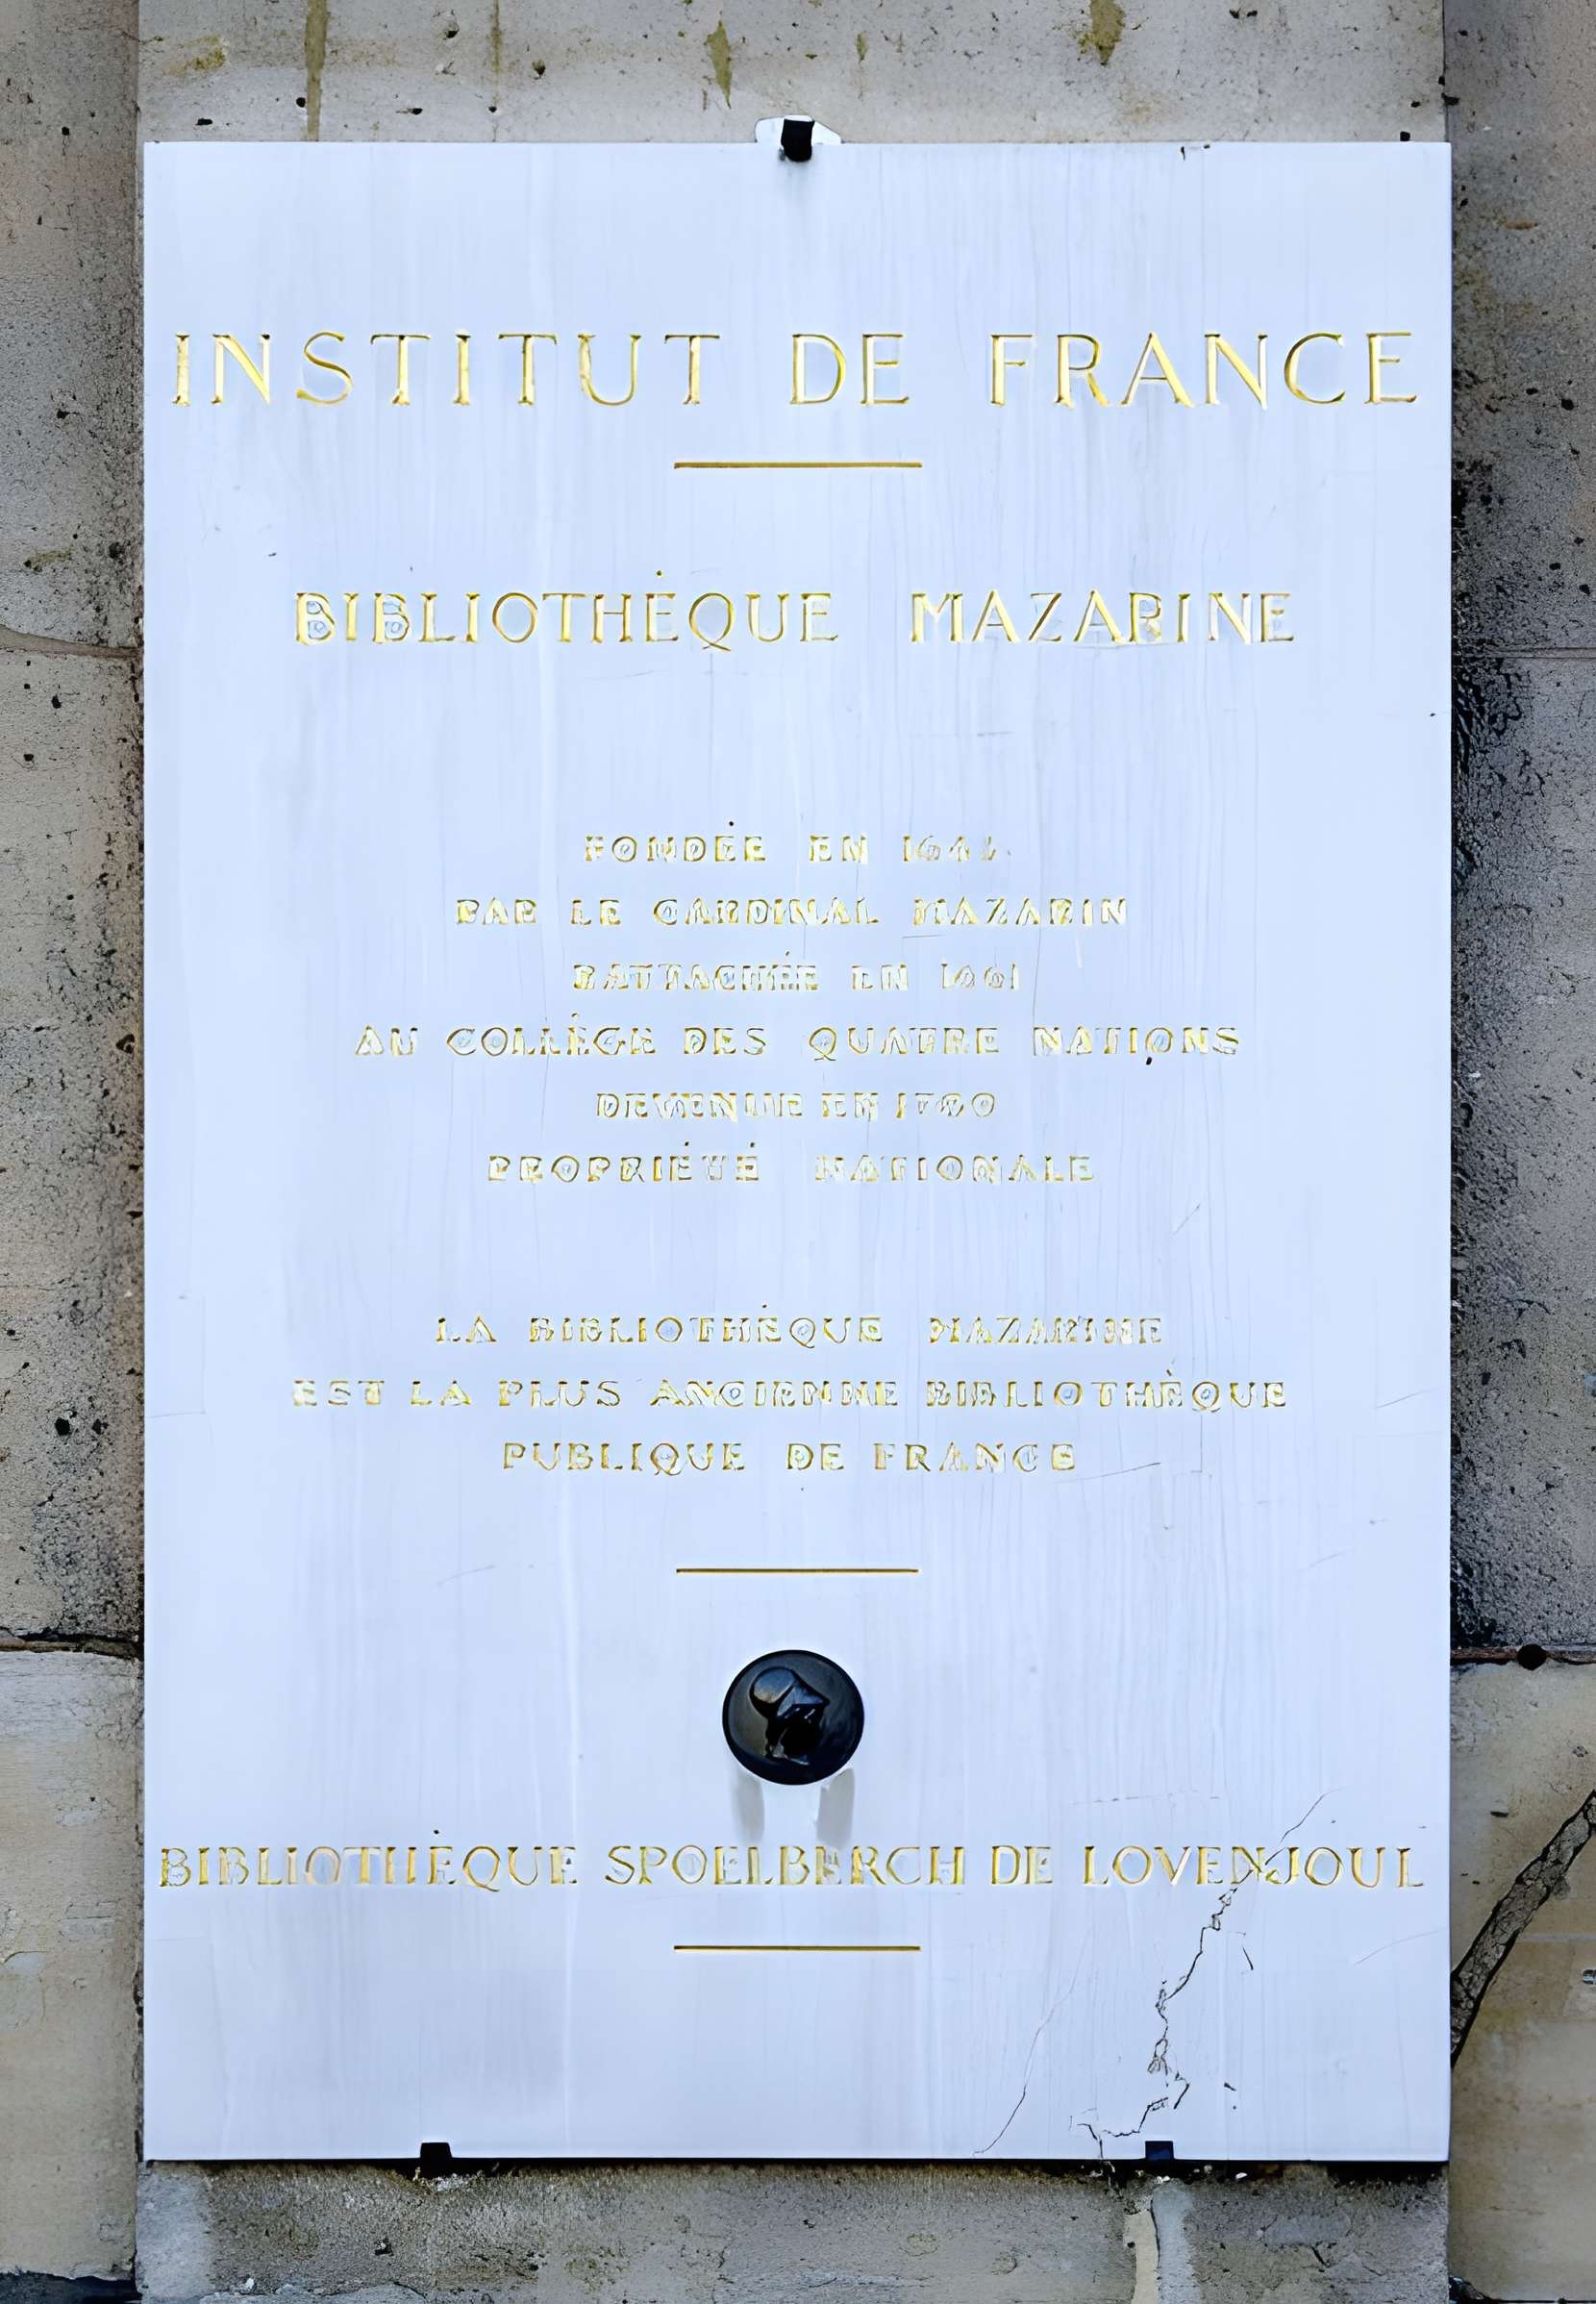 INSTITUT DE FRANCE
BIBLIOTHÈQUE MAZARINE
FONDÉE EN
PAR LE CARDINAL MAZARIN
RATTACHÉE EN 1661
AU COLLÈGE DES QUATRE NATIONS
DEVENUE EN
PROPRIÉTÉ NATIONALE
LA BIBLIOTHÈQUE MAZARINE
EST LA PLUS ANCIENNE BIBLIOTHÈQUE
PUBLIQUE DE FRANCE
BIBLIOTHÈQUE SPOELBERCH DE LOVENJOUL